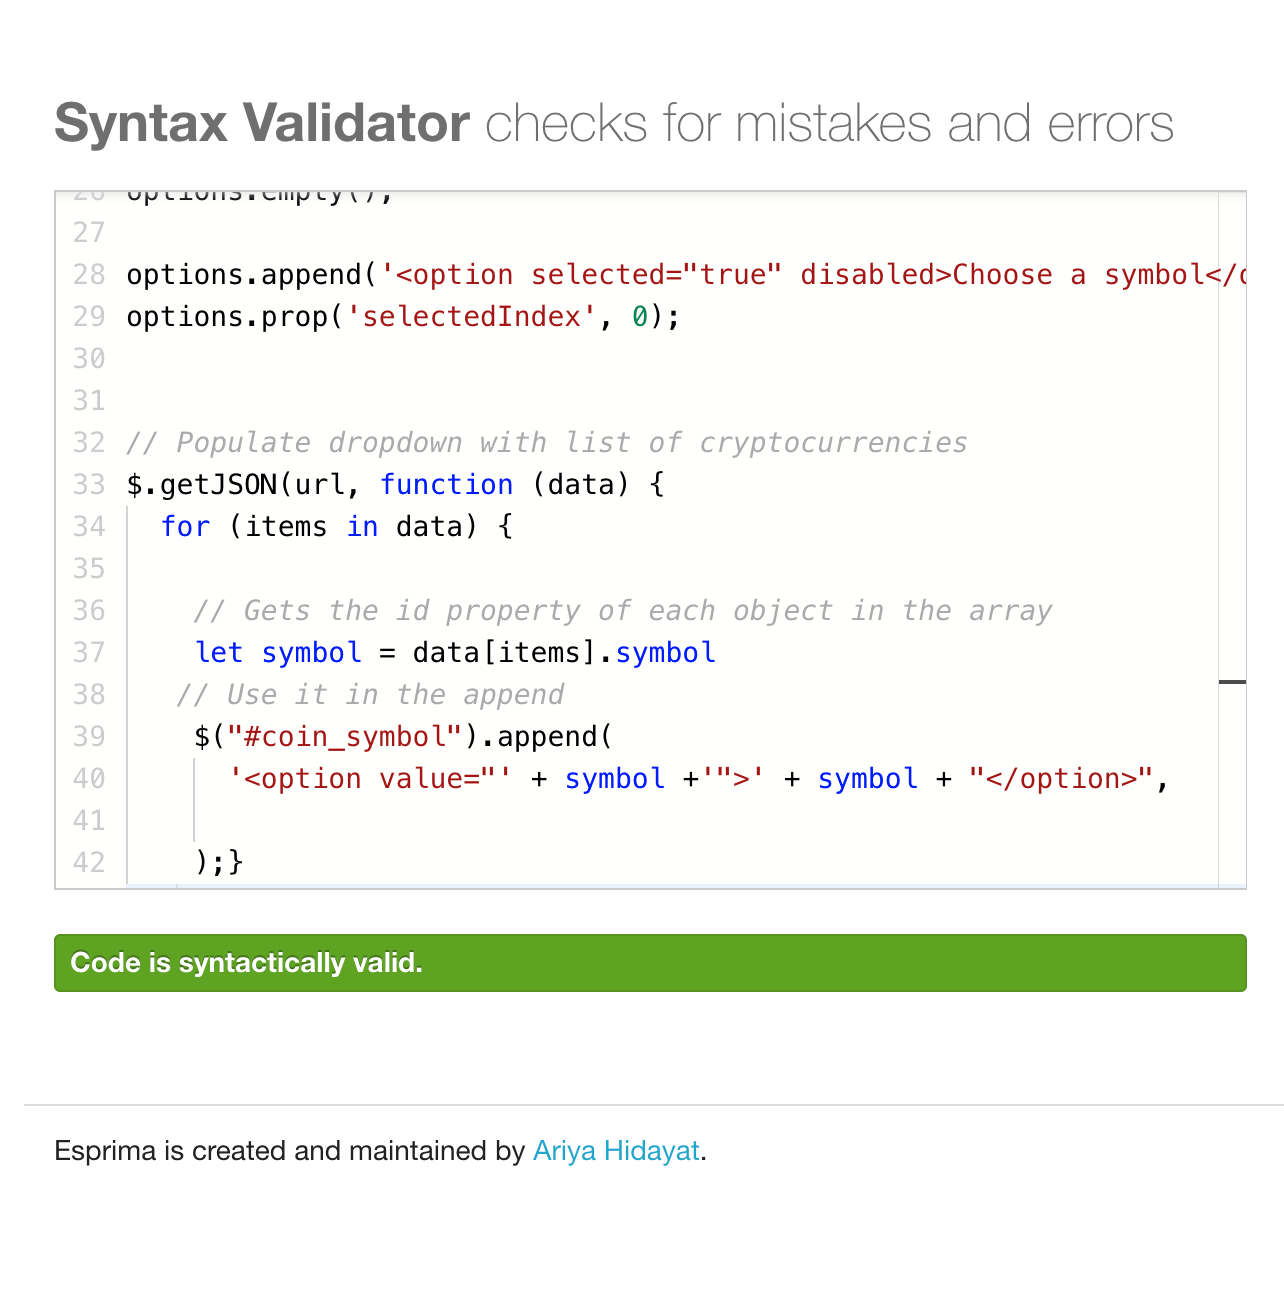 Syntax Validator checks for mistakes and errors
26 options.empty();
27
28 options.append('<option selected="true" disabled>Choose a symbol</o
29 options.prop('selectedIndex', 0);
30
31
32 // Populate dropdown with list of cryptocurrencies
33 $.getJSON(url, function (data) {
34 for (items in data) {
35
36 // Gets the id property of each object in the array
37 let symbol = data[items].symbol
38 // Use it in the append
39 $("#coin_symbol").append(
40 '<option value="' + symbol +'">' + symbol + "</option>",
41
42 );}
Code is syntactically valid.
Esprima is created and maintained by Ariya Hidayat.